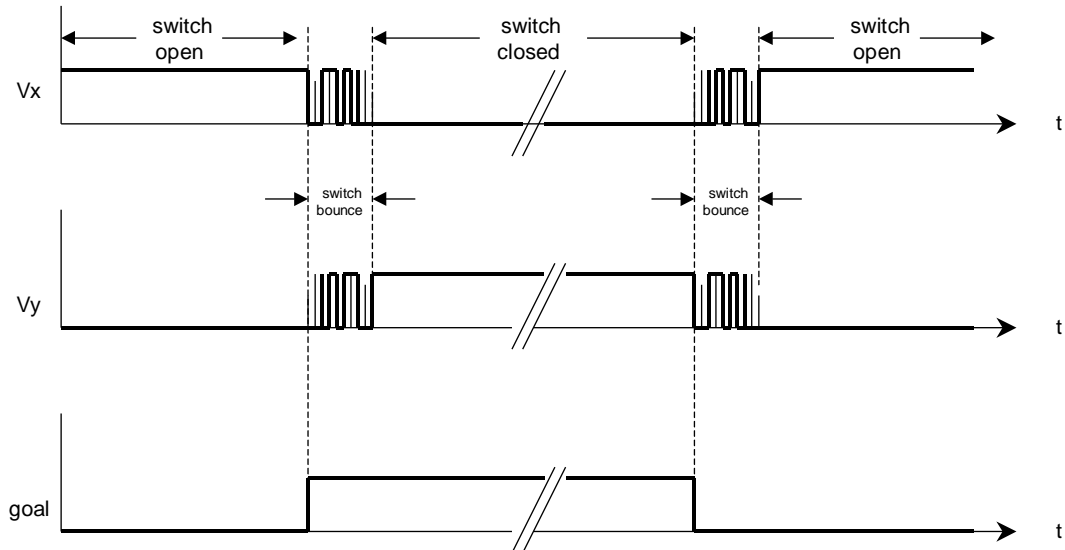 switch
open
switch
closed
switch
open
Vx
t
switch
bounce
switch
bounce
Vy
t
goal
t